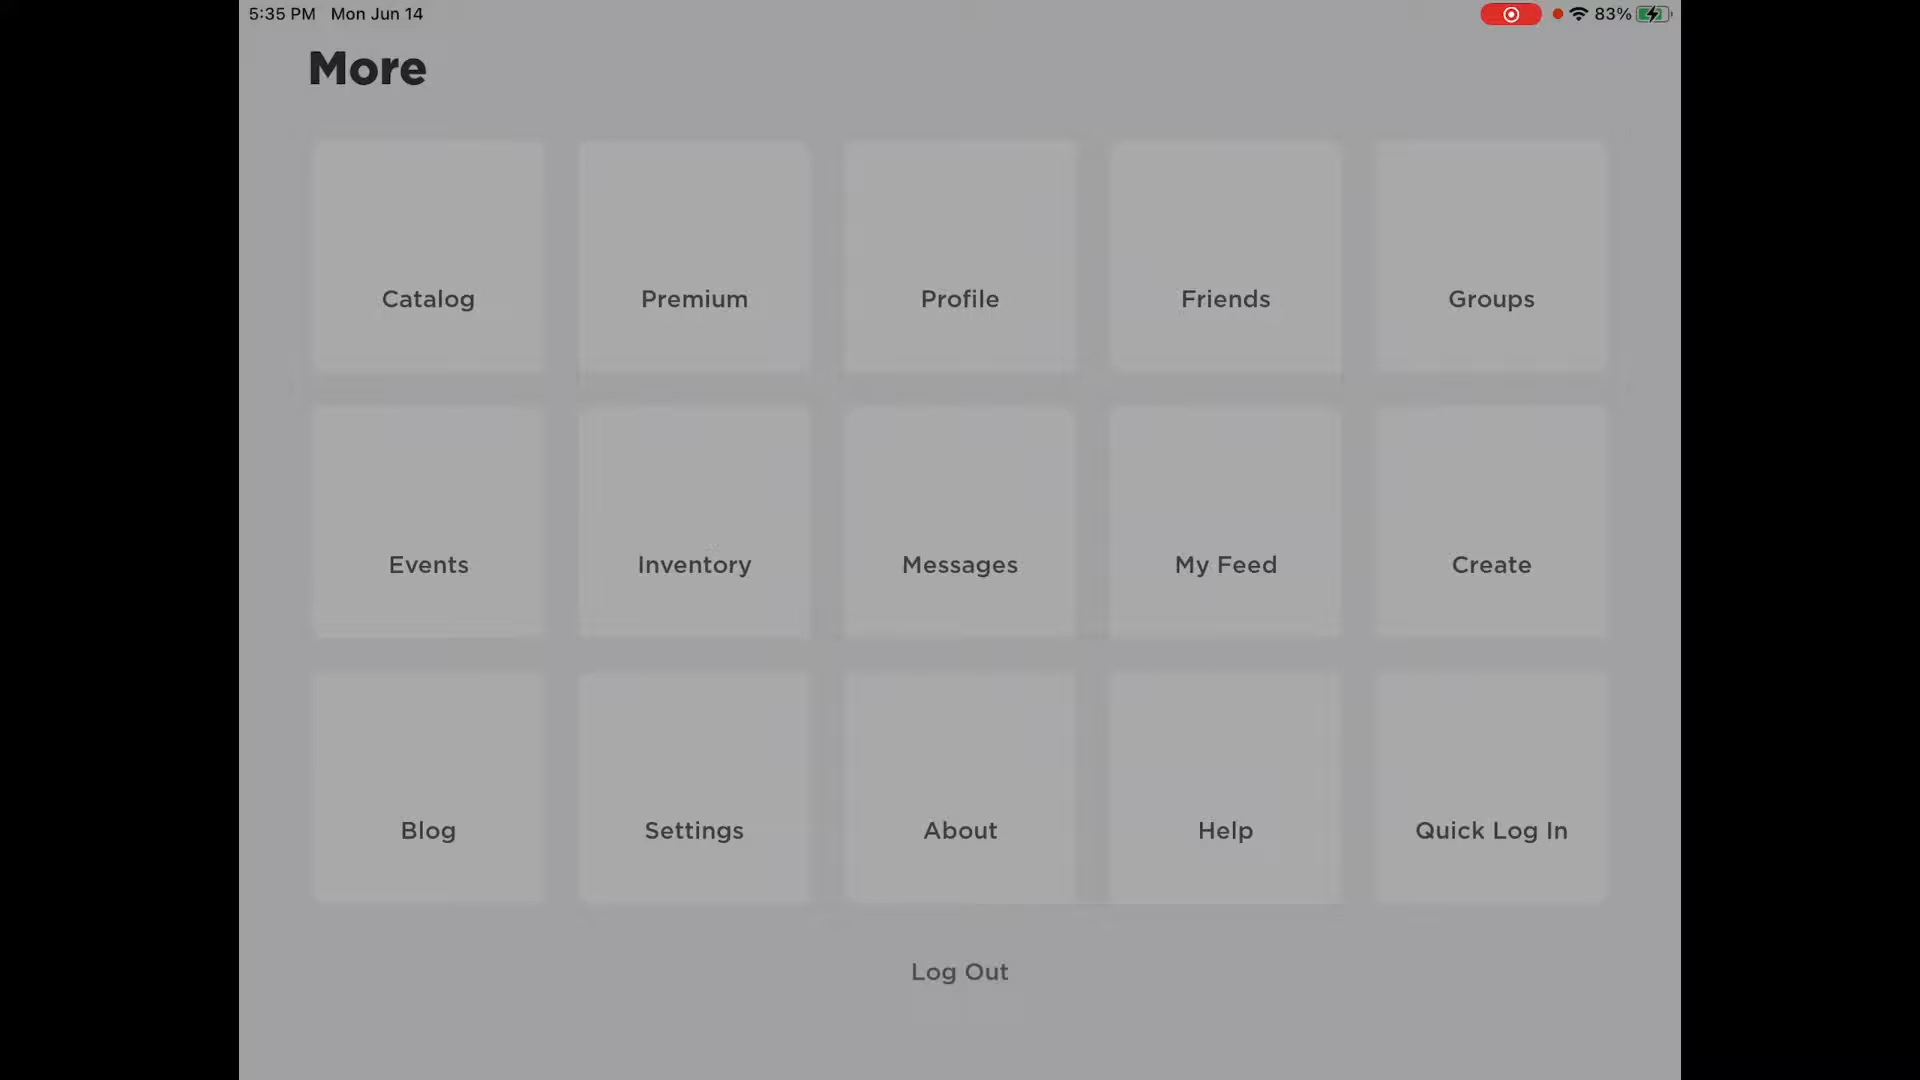 5:35 PM Mon Jun 14 83%
More
Catalog Premium Profile Friends Groups
Events Inventory Messages My Feed Create
Blog Settings About Help Quick Log In
Log Out